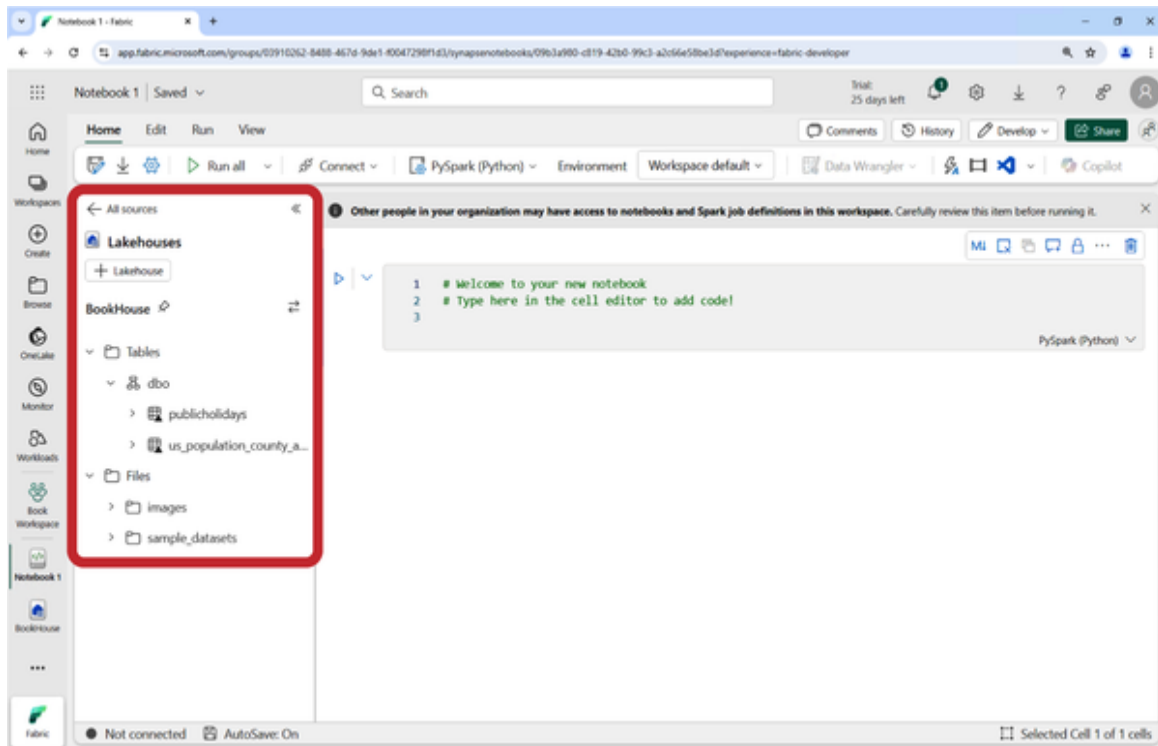 Notebook 1 - Fabric
app.fabric.microsoft.com/groups/03910262-8488-467d-9de1-f0047298f1d3/synapsenotebooks/09b3a980-c819-42b0-99c3-a2c66e58be3d?experience=fabric-developer
Notebook 1 | Saved
Search
Trial:
25 days left
1
Home Edit Run View
Comments History Develop Share
Run all Connect PySpark (Python) Environment Workspace default Data Wrangler Copilot
Home
Workspaces
Create
Browse
OneLake
Monitor
Workloads
Book
Workspace
Notebook 1
BookHouse
Fabric
All sources
Lakehouses
+ Lakehouse
BookHouse
Tables
dbo
publicholidays
us_population_county_a...
Files
images
sample_datasets
Other people in your organization may have access to notebooks and Spark job definitions in this workspace. Carefully review this item before running it.
M↓
1 # Welcome to your new notebook
2 # Type here in the cell editor to add code!
3
PySpark (Python)
Not connected AutoSave: On
Selected Cell 1 of 1 cells